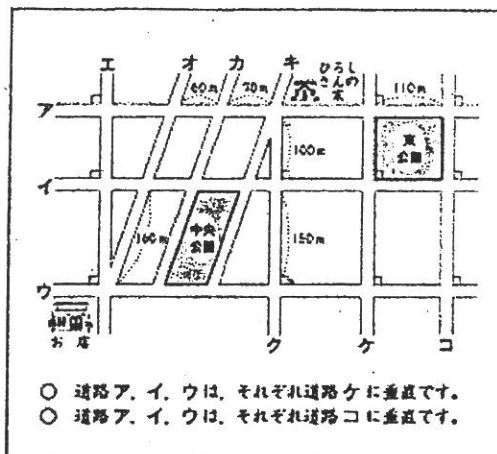 エ オ カ キ ひろし
さんの
家
60m 70m 110m
ア
100m 東
公園
イ
160m 中央
公園 150m
ウ
お店
ク ケ コ
○ 道路ア，イ，ウは，それぞれ道路ケに垂直です。
○ 道路ア，イ，ウは，それぞれ道路コに垂直です。